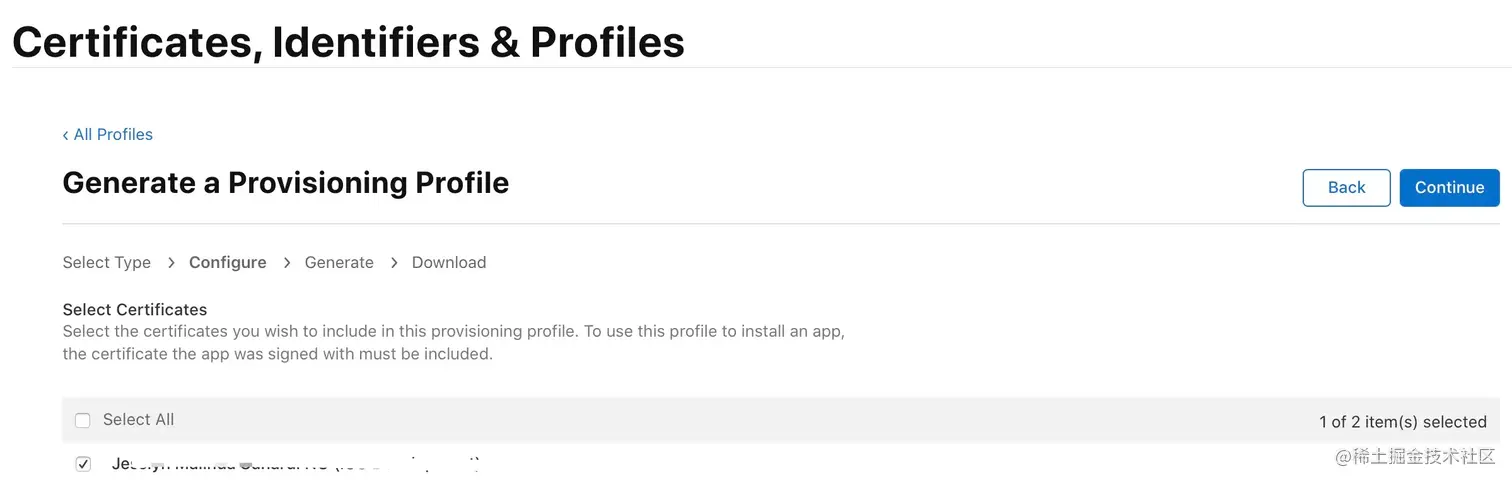 Certificates, Identifiers & Profiles
‹ All Profiles
Generate a Provisioning Profile
Back
Continue
Select Type > Configure > Generate > Download
Select Certificates
Select the certificates you wish to include in this provisioning profile. To use this profile to install an app,
the certificate the app was signed with must be included.
Select All
1 of 2 item(s) selected
@稀土掘金技术社区